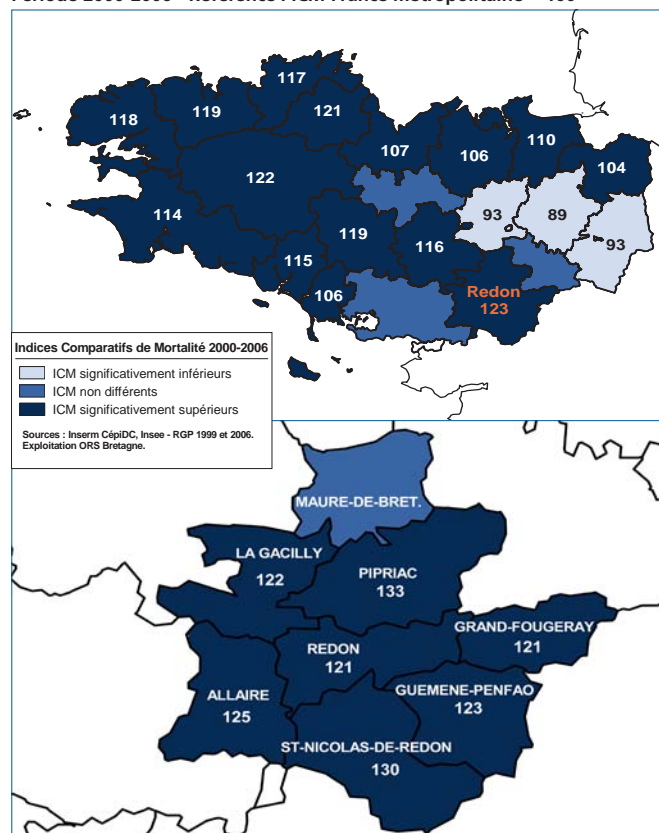 Période 2000-2006 - Référence : ICM France métropolitaine = 100
117
118
119
121
107
106
110
104
122
93
89
93
114
119
116
115
106
Redon
123
Indices Comparatifs de Mortalité 2000-2006
ICM significativement inférieurs
ICM non différents
ICM significativement supérieurs
Sources : Inserm CépiDC, Insee - RGP 1999 et 2006.
Exploitation ORS Bretagne.
MAURE-DE-BRET.
LA GACILLY
122
PIPRIAC
133
GRAND-FOUGERAY
121
REDON
121
GUEMENE-PENFAO
123
ALLAIRE
125
ST-NICOLAS-DE-REDON
130